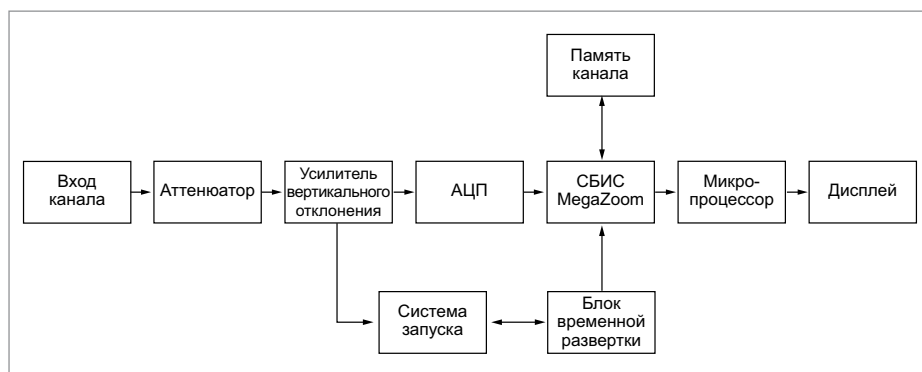 Память
канала
Вход
канала
Аттенюатор
Усилитель
вертикального
отклонения
АЦП
СБИС
MegaZoom
Микро-
процессор
Дисплей
Система
запуска
Блок
временной
развертки